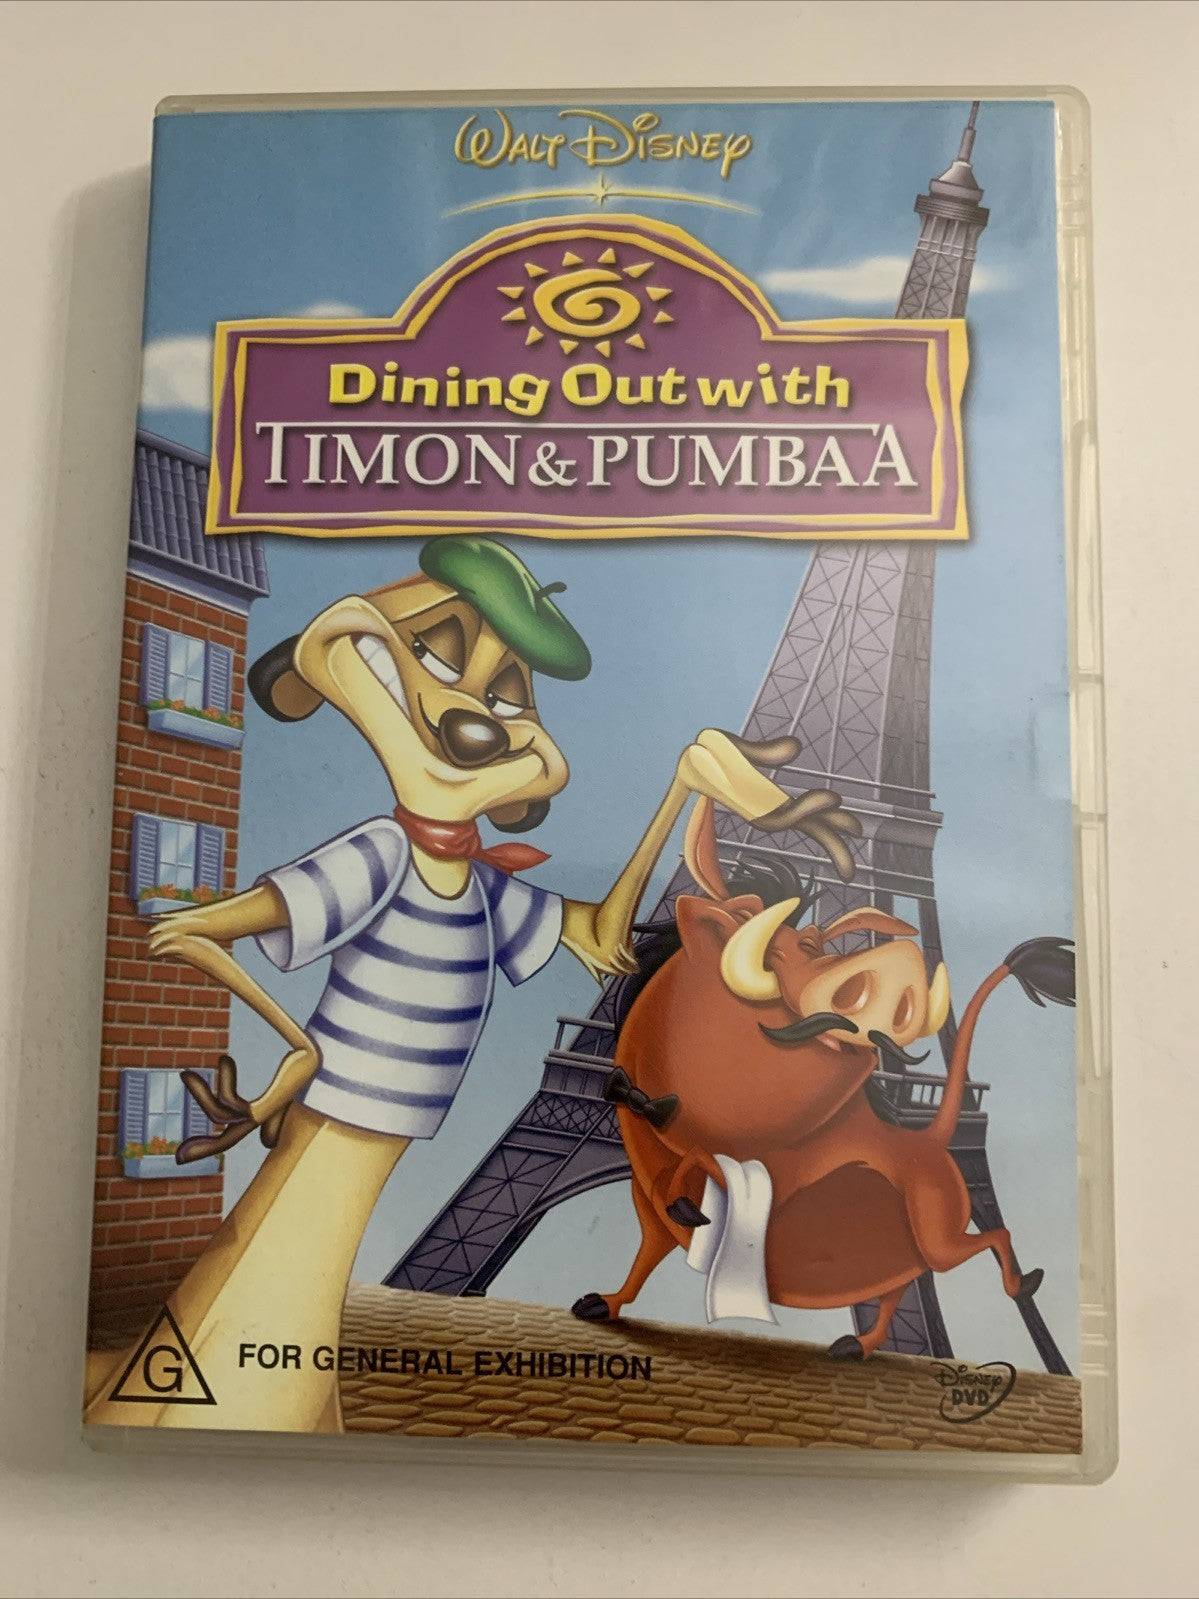 WALT DISNEY
Dining Out with
TIMON & PUMBAA
G
FOR GENERAL EXHIBITION
DISNEY
DVD